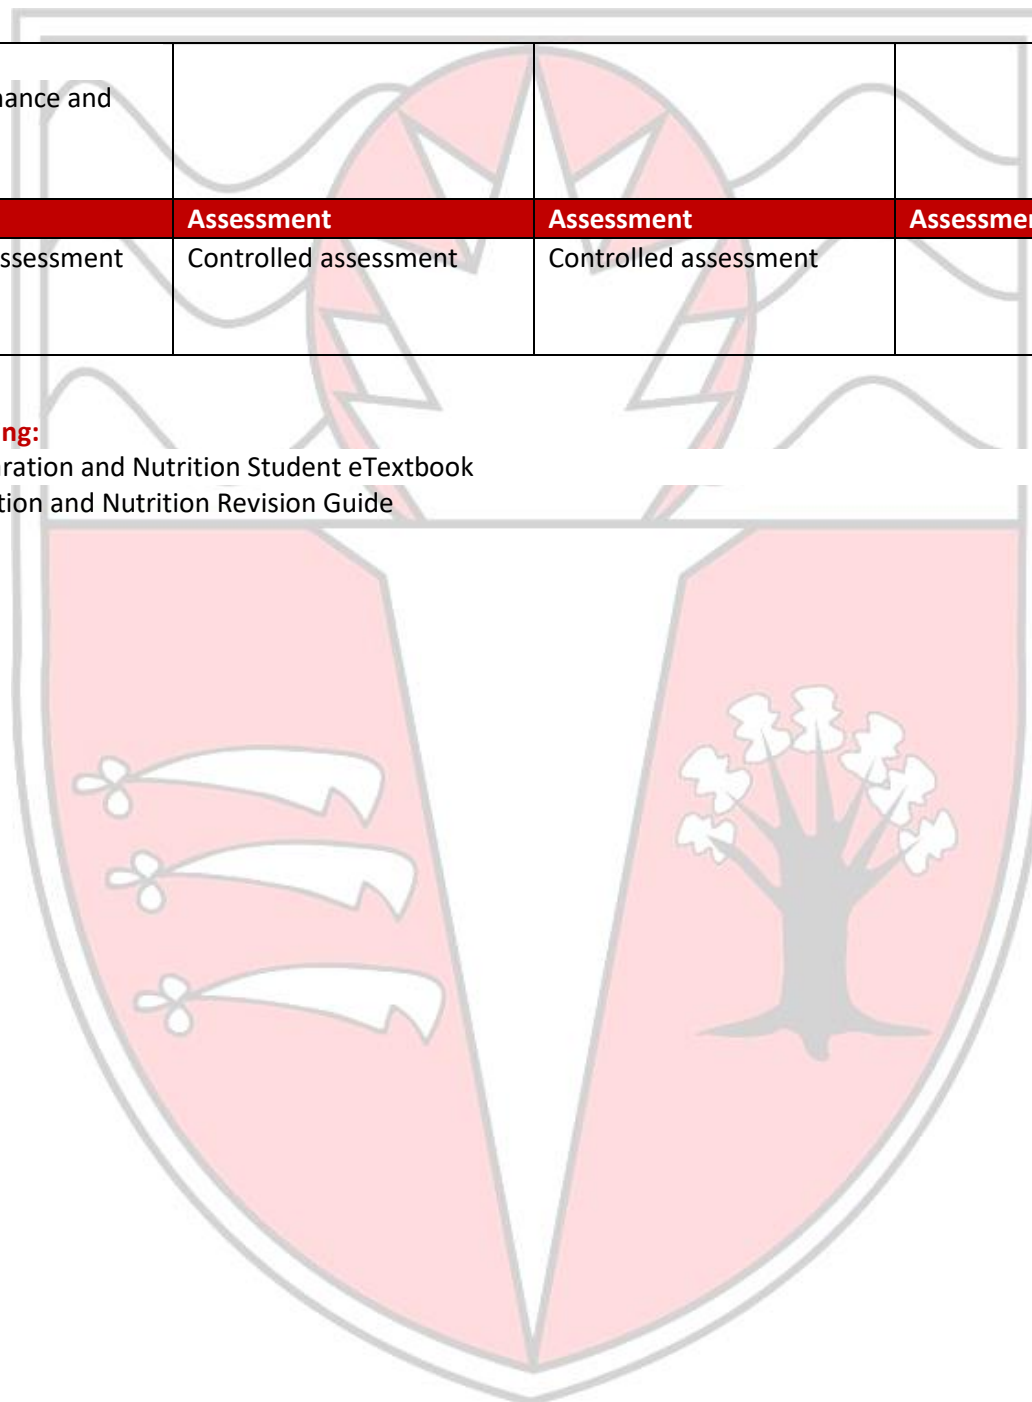 nance and
Assessment Assessment Assessmen
ssessment Controlled assessment Controlled assessment
ng:
ration and Nutrition Student eTextbook
tion and Nutrition Revision Guide